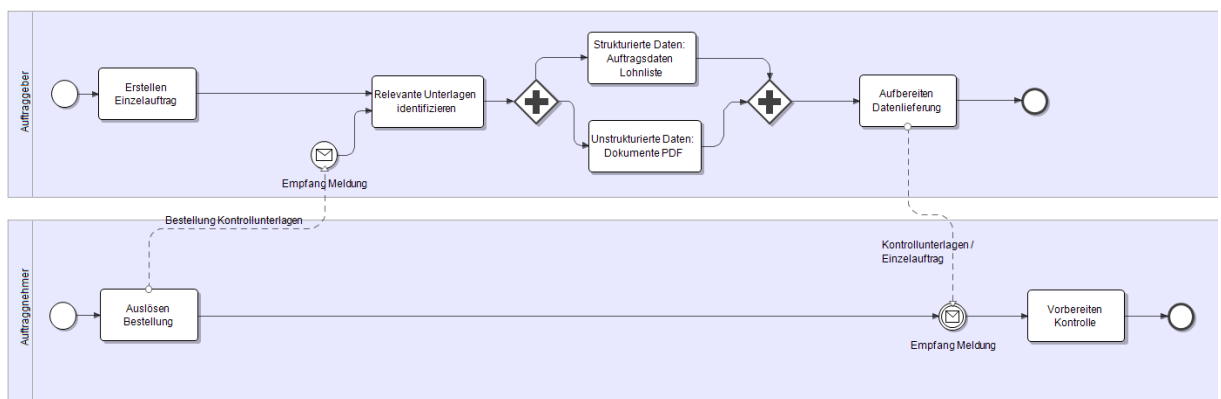 Auftraggeber
Erstellen
Einzelauftrag
Empfang Meldung
Relevante Unterlagen
identifizieren
Strukturierte Daten:
Auftragsdaten
Lohnliste
Unstrukturierte Daten:
Dokumente PDF
Aufbereiten
Datenlieferung
Bestellung Kontrollunterlagen
Kontrollunterlagen /
Einzelauftrag
Auftraggnehmer
Auslösen
Bestellung
Empfang Meldung
Vorbereiten
Kontrolle